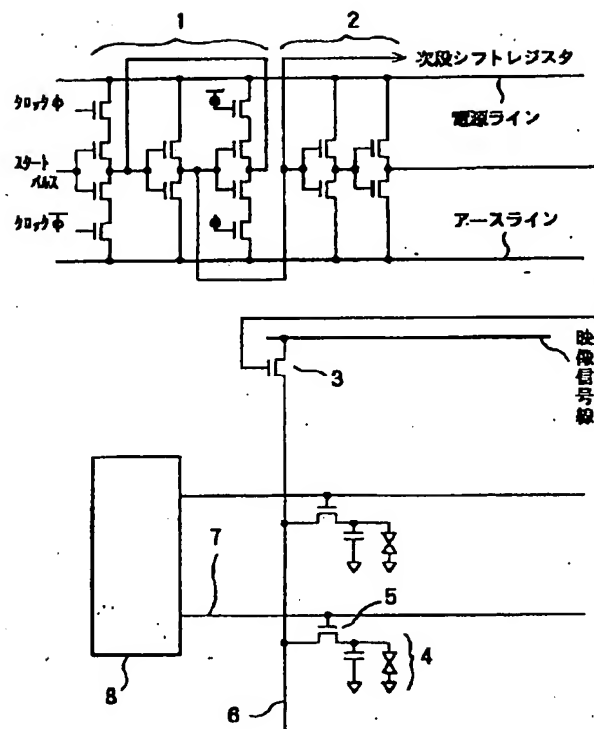 1
2
次段シフトレジスタ
クロックΦ
Φ̅
電源ライン
スタート
パルス
クロックΦ̅
Φ
アースライン
映像信号線
3
7
5
4
8
6